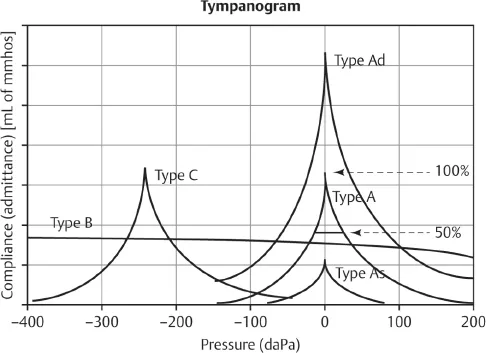 Tympanogram
Compliance (admittance) [mL of mmhos]
Type Ad
100%
Type C
Type A
Type B
50%
Type As
–400 –300 –200 –100 0 100 200
Pressure (daPa)